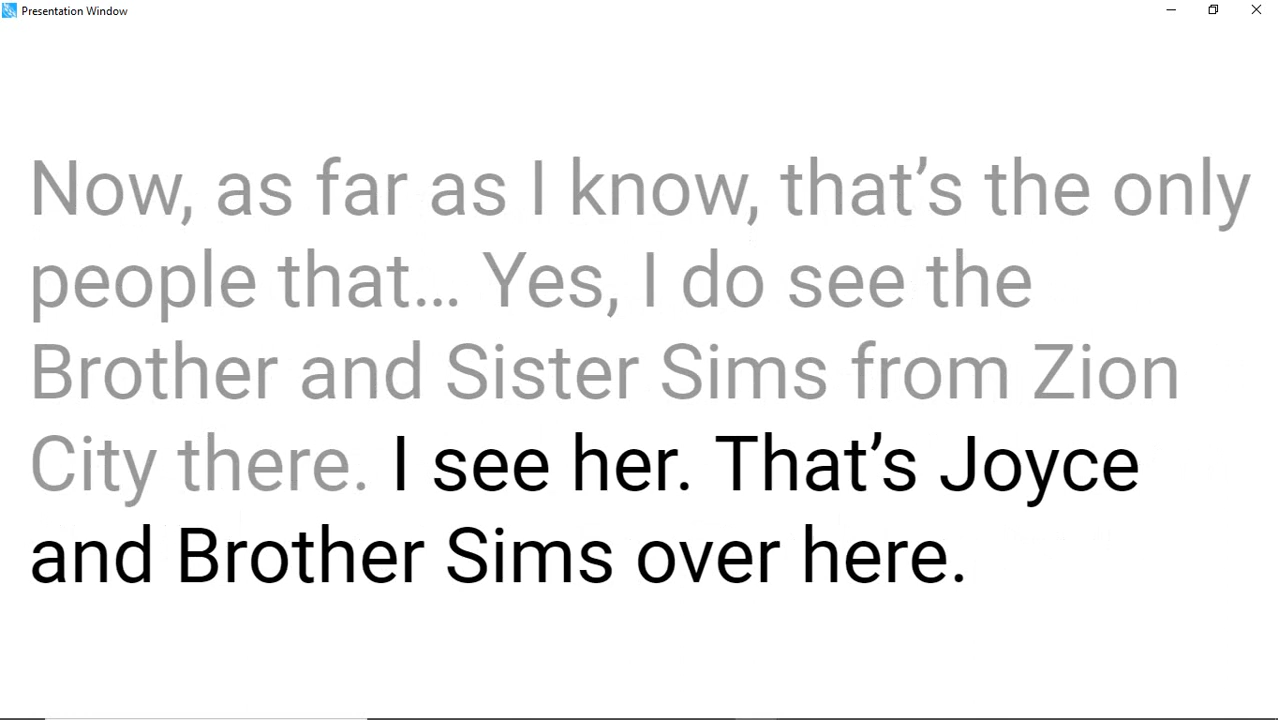 Presentation Window
Now, as far as I know, that’s the only
people that… Yes, I do see the
Brother and Sister Sims from Zion
City there. I see her. That’s Joyce
and Brother Sims over here.